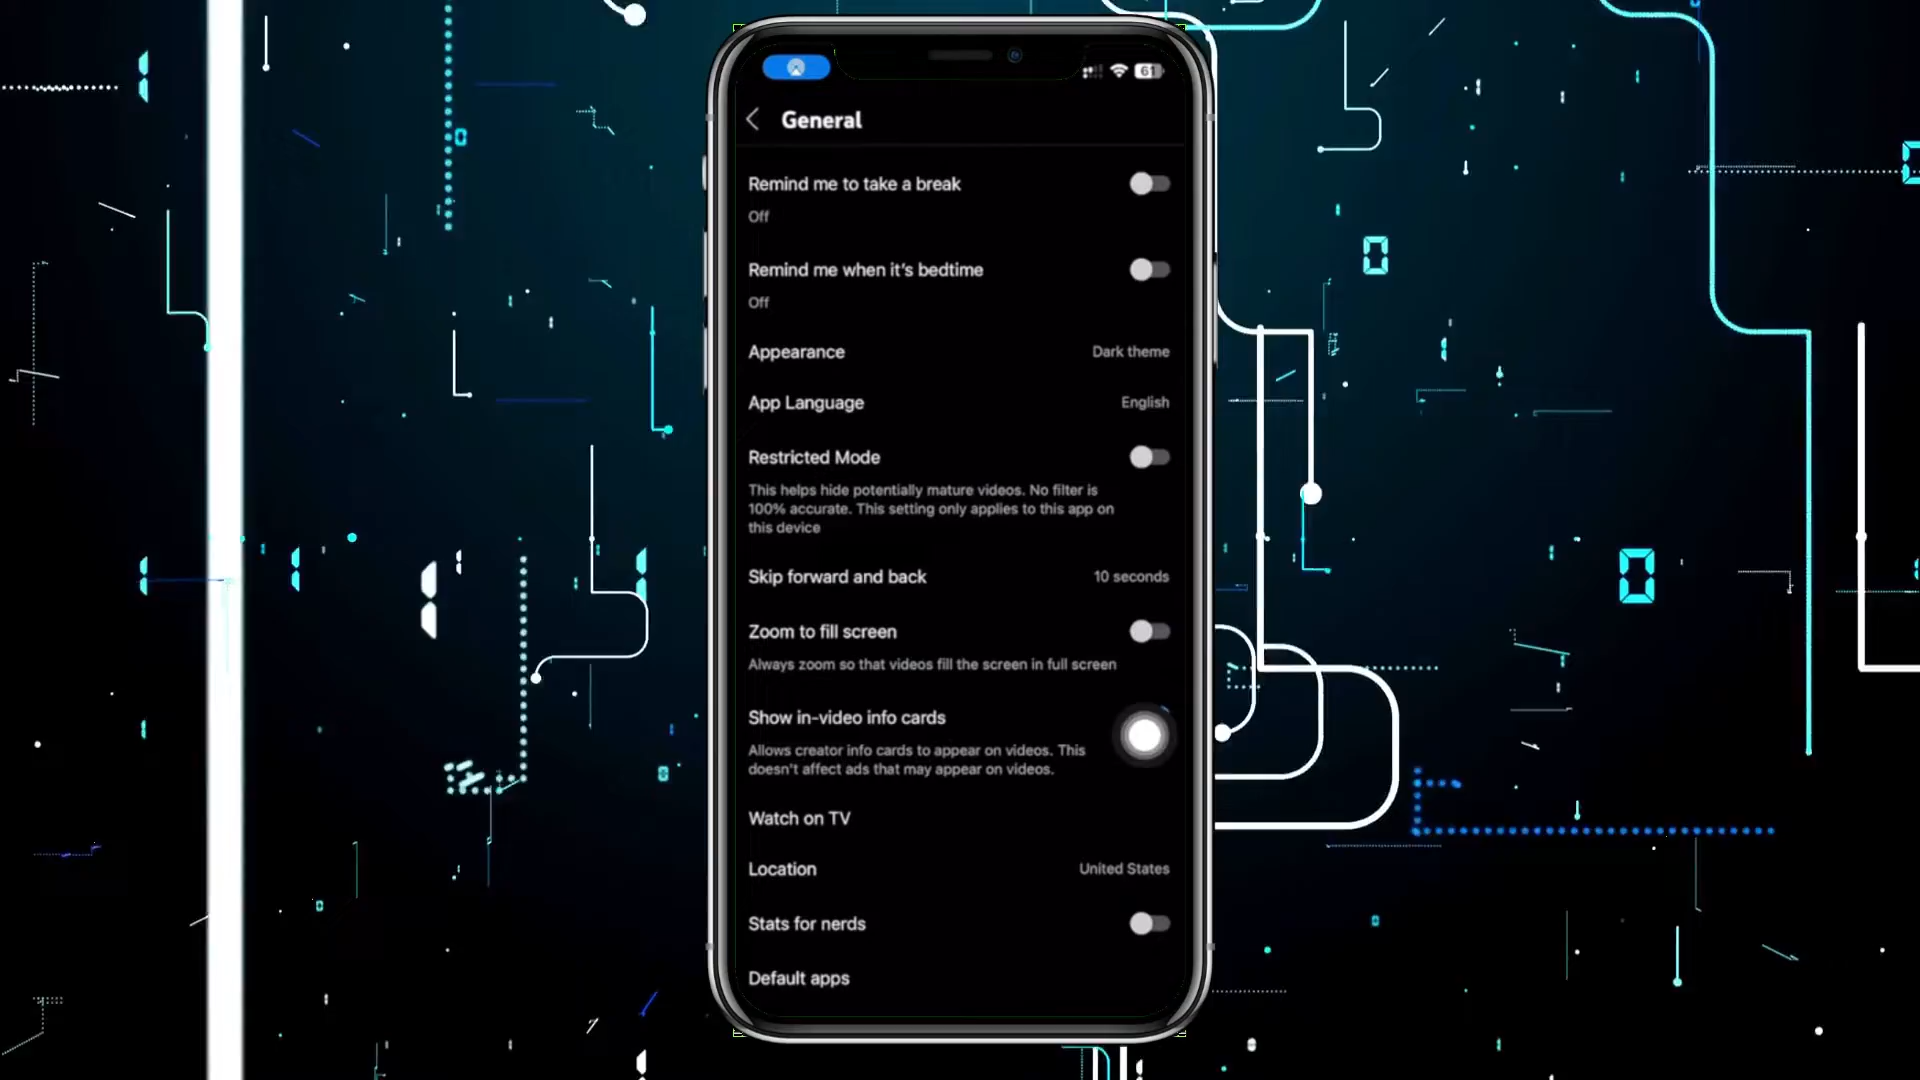 61
General
Remind me to take a break
Off
Remind me when it's bedtime
Off
Appearance Dark theme
App Language English
Restricted Mode
This helps hide potentially mature videos. No filter is
100% accurate. This setting only applies to this app on
this device
Skip forward and back 10 seconds
Zoom to fill screen
Always zoom so that videos fill the screen in full screen
Show in-video info cards
Allows creator info cards to appear on videos. This
doesn't affect ads that may appear on videos.
Watch on TV
Location United States
Stats for nerds
Default apps